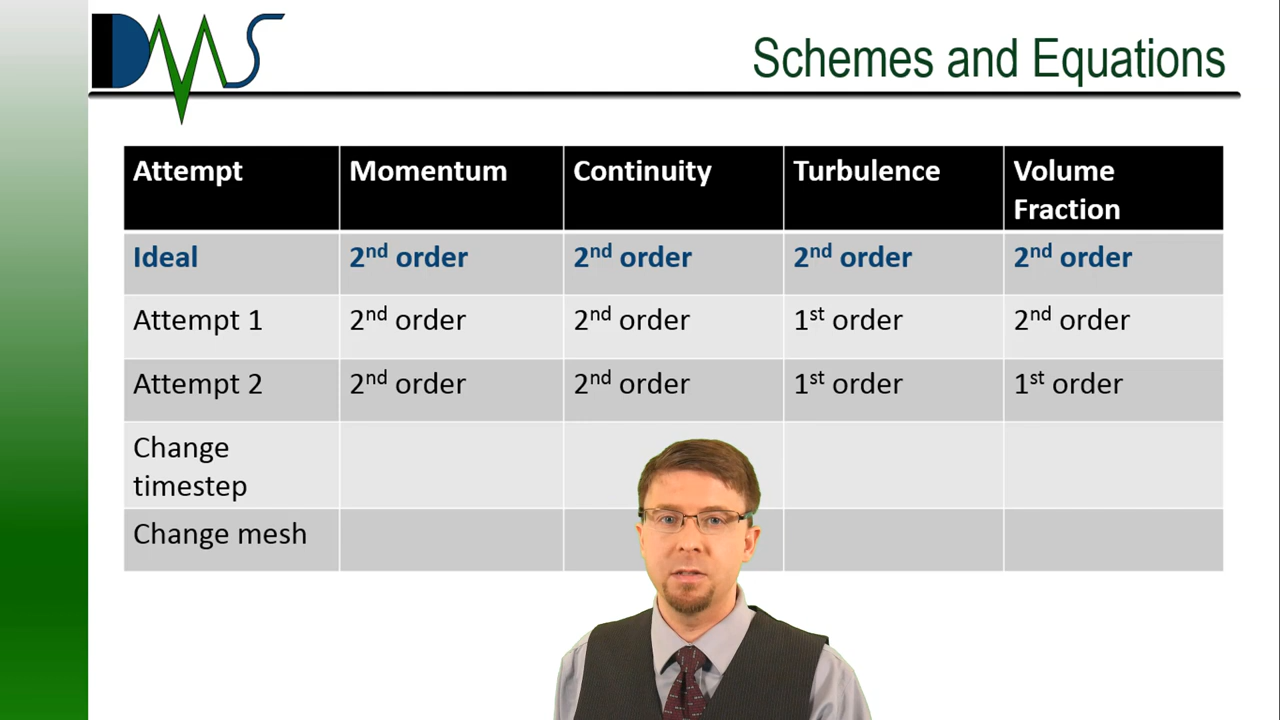 DMS
Schemes and Equations
Attempt Momentum Continuity Turbulence Volume
Fraction
Ideal 2nd order 2nd order 2nd order 2nd order
Attempt 1 2nd order 2nd order 1st order 2nd order
Attempt 2 2nd order 2nd order 1st order 1st order
Change
timestep
Change mesh